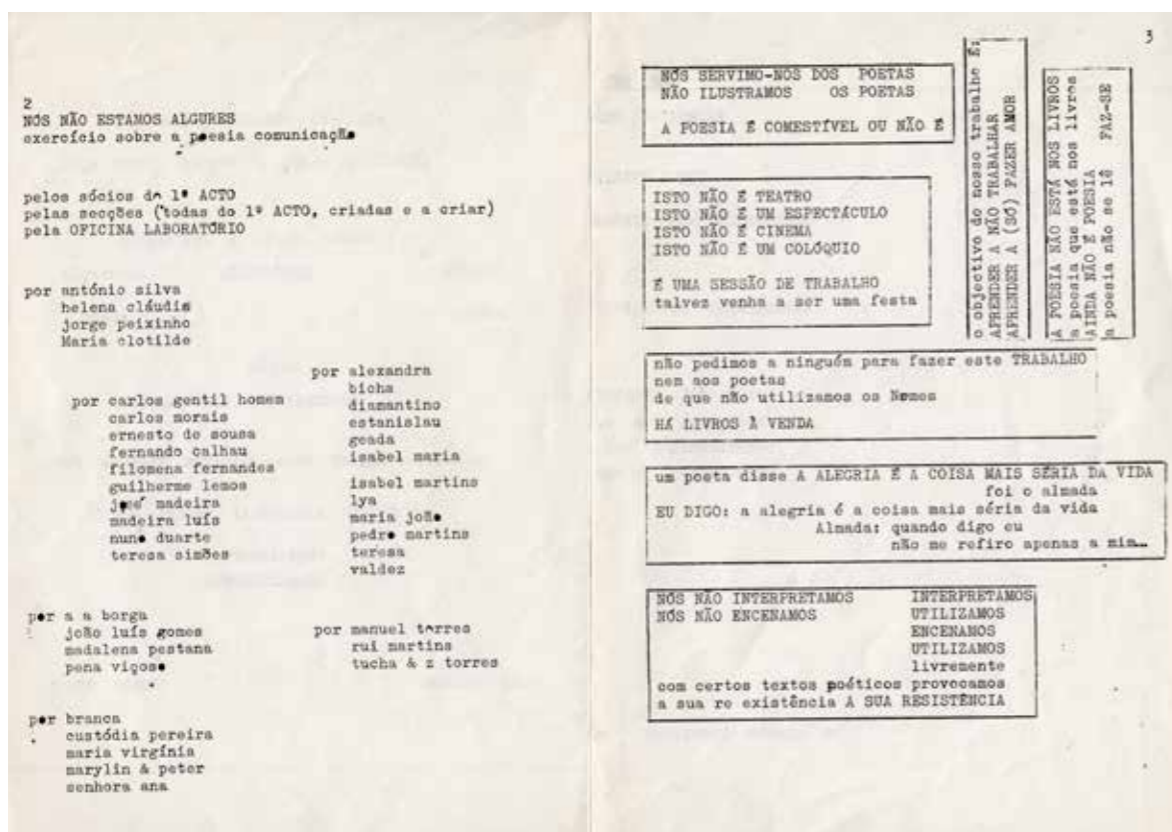 2
NÓS NÃO ESTAMOS ALGURES
exercício sobre a poesia comunicação
pelos sócios do 1º ACTO
pelas secções (todas do 1º ACTO, criadas e a criar)
pela OFICINA LABORATÓRIO
por antónio silva
helena cláudia
jorge peixinho
Maria clotilde
por carlos gentil homem
carlos morais
ernesto de sousa
fernando calhau
filomena fernandes
guilherme lemos
josé madeira
madeira luís
nuno duarte
teresa simões
por alexandra
bicha
diamantino
estanislau
geada
isabel maria
isabel martins
lya
maria joão
pedro martins
teresa
valdez
por a a borga
joão luís gomes
madalena pestana
pena viçosa
por manuel torres
rui martins
tucha & z torres
por branca
custódia pereira
maria virgínia
marylin & peter
senhora ana
3
NÓS SERVIMO-NOS DOS POETAS
NÃO ILUSTRAMOS OS POETAS
A POESIA É COMESTÍVEL OU NÃO É
ISTO NÃO É TEATRO
ISTO NÃO É UM ESPECTÁCULO
ISTO NÃO É CINEMA
ISTO NÃO É UM COLÓQUIO
É UMA SESSÃO DE TRABALHO
talvez venha a ser uma festa
o objectivo do nosso trabalho É:
APRENDER A NÃO TRABALHAR
APRENDER A (SÓ) FAZER AMOR
A POESIA NÃO ESTÁ NOS LIVROS
a poesia que está nos livros
AINDA NÃO É POESIA
a poesia não se lê FAZ-SE
não pedimos a ninguém para fazer este TRABALHO
nem aos poetas
de que não utilizamos os Nomes
HÁ LIVROS À VENDA
um poeta disse A ALEGRIA É A COISA MAIS SÉRIA DA VIDA
foi o almada
EU DIGO: a alegria é a coisa mais séria da vida
Almada: quando digo eu
não me refiro apenas a mim...
NÓS NÃO INTERPRETAMOS INTERPRETAMOS
NÓS NÃO ENCENAMOS UTILIZAMOS
ENCENAMOS
UTILIZAMOS
livremente
com certos textos poéticos provocamos
a sua re existência A SUA RESISTÊNCIA